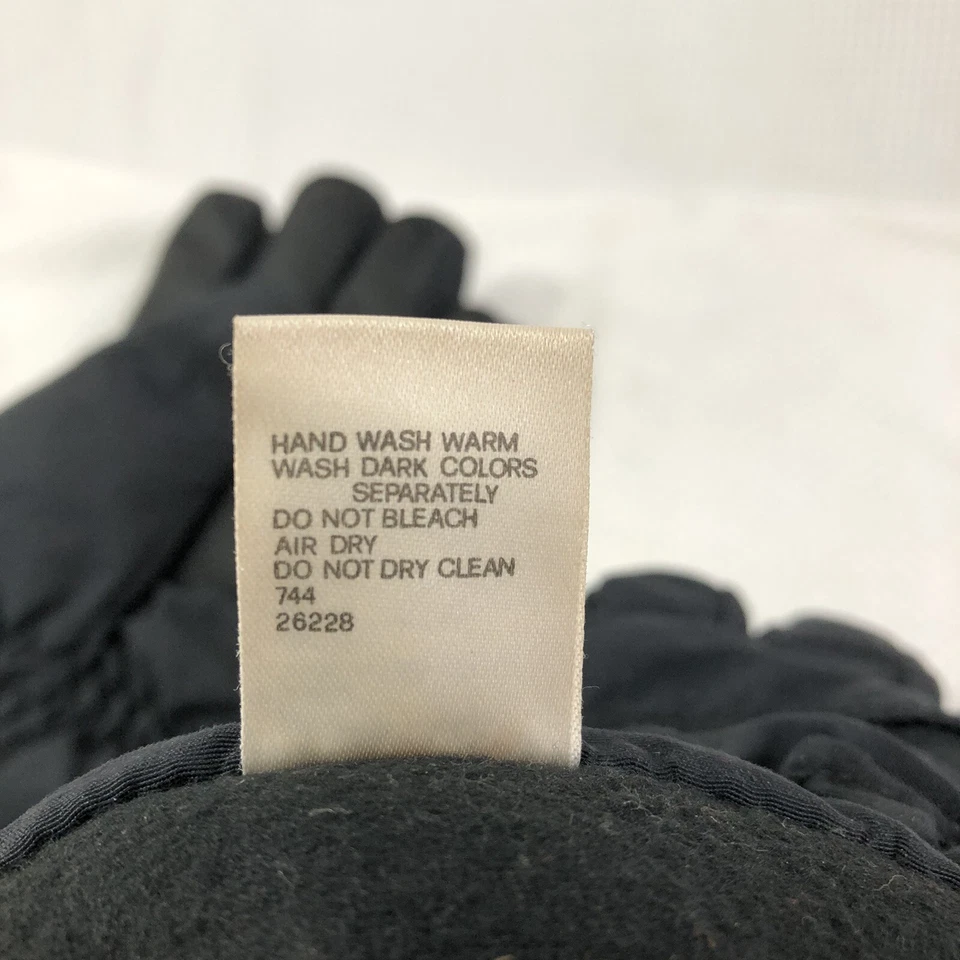 HAND WASH WARM
WASH DARK COLORS
SEPARATELY
DO NOT BLEACH
AIR DRY
DO NOT DRY CLEAN
744
26228